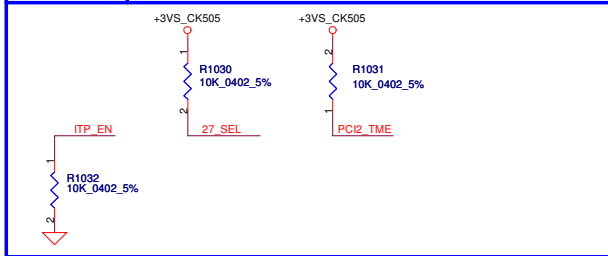 +3VS_CK505
+3VS_CK505
1
2
R1030
10K_0402_5%
R1031
10K_0402_5%
2
1
ITP_EN
27_SEL
PCI2_TME
1
R1032
10K_0402_5%
2